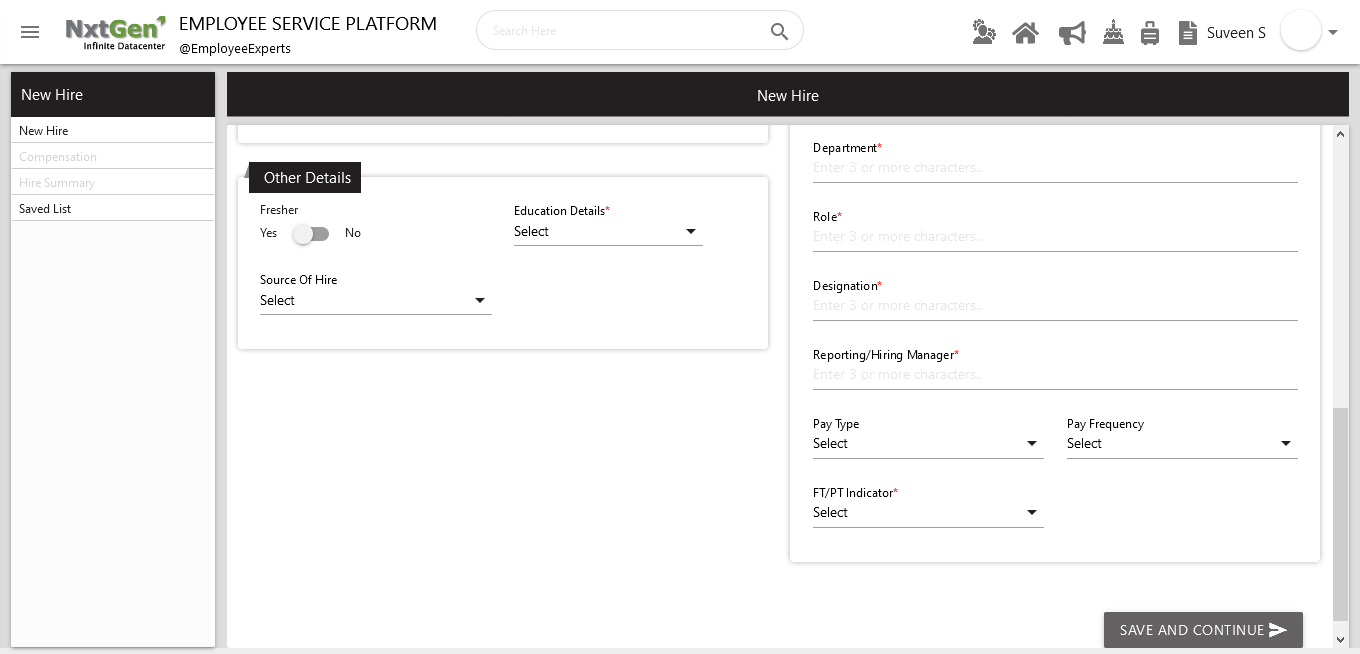 NxtGen
Infinite Datacenter
EMPLOYEE SERVICE PLATFORM
@EmployeeExperts
Search Here
Suveen S
New Hire
New Hire
Compensation
Hire Summary
Saved List
New Hire
Other Details
Fresher
Yes No
Education Details*
Select
Source Of Hire
Select
Department*
Enter 3 or more characters..
Role*
Enter 3 or more characters..
Designation*
Enter 3 or more characters..
Reporting/Hiring Manager*
Enter 3 or more characters..
Pay Type
Select
Pay Frequency
Select
FT/PT Indicator*
Select
SAVE AND CONTINUE